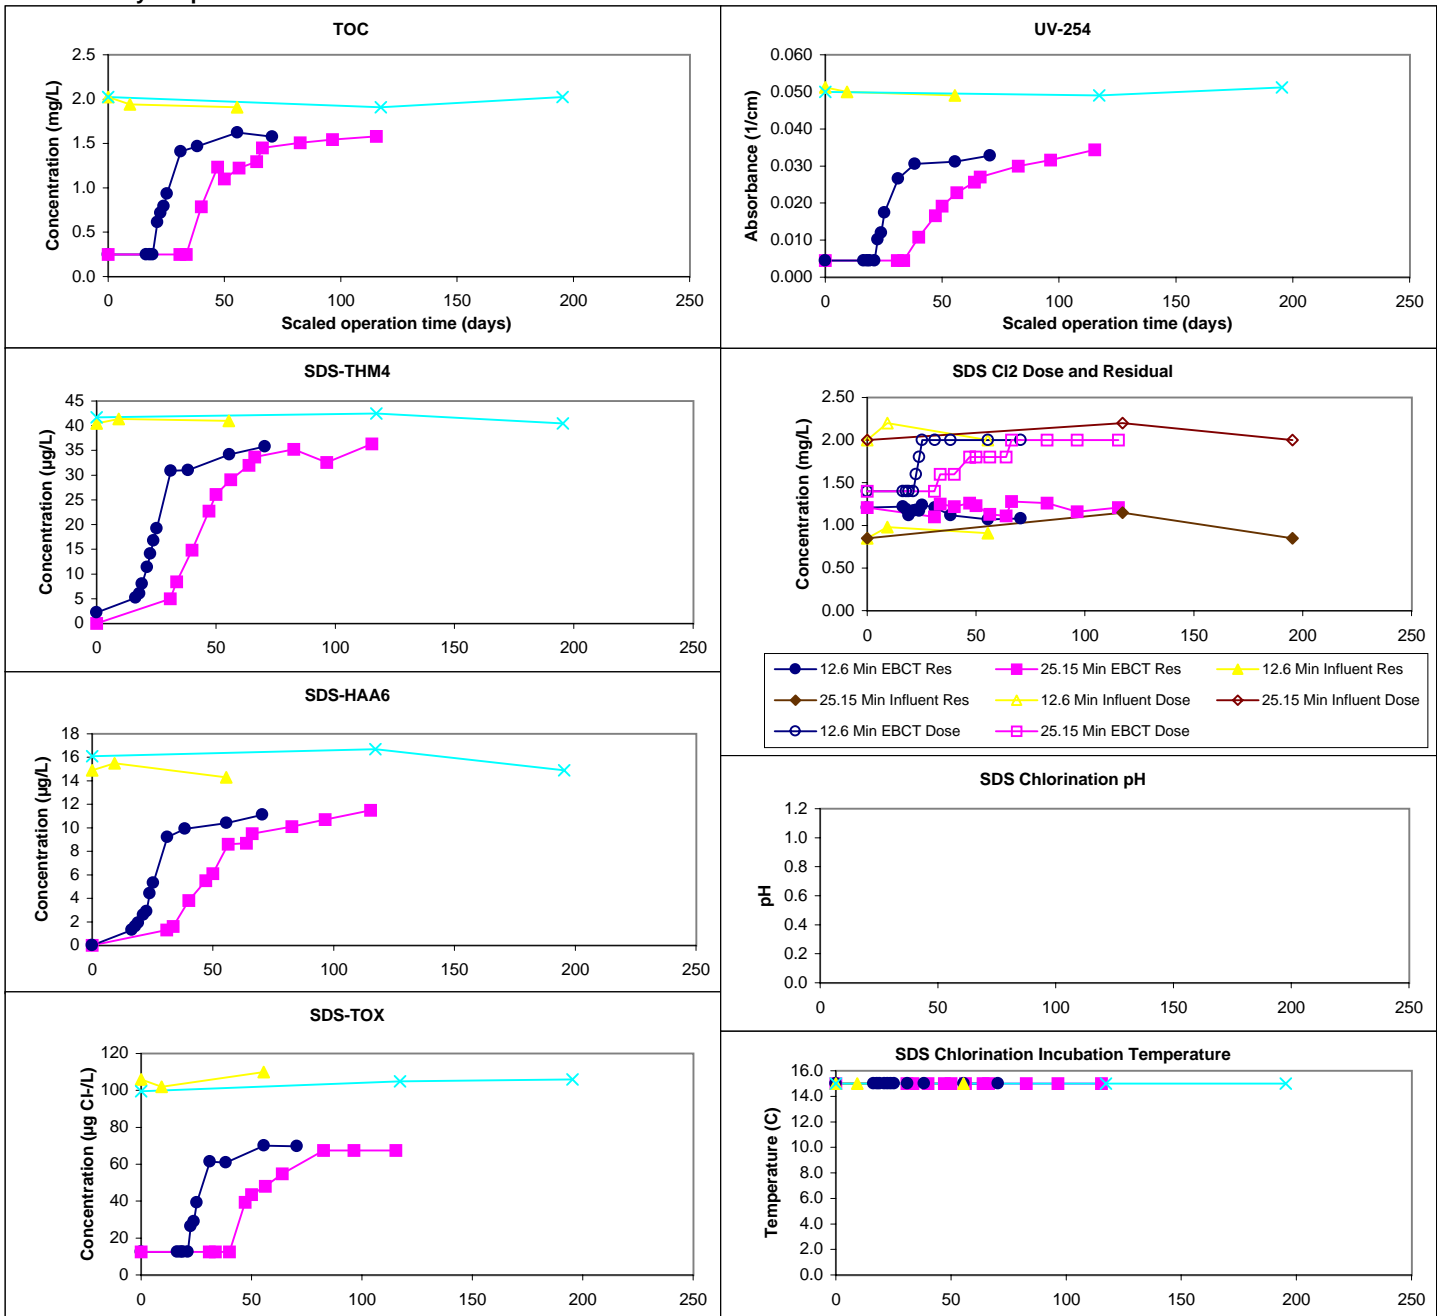 TOC
Concentration (mg/L)
2.5
2.0
1.5
1.0
0.5
0.0
0 50 100 150 200 250
Scaled operation time (days)
UV-254
Absorbance (1/cm)
0.060
0.050
0.040
0.030
0.020
0.010
0.000
0 50 100 150 200 250
Scaled operation time (days)
SDS-THM4
Concentration (µg/L)
45
40
35
30
25
20
15
10
5
0
0 50 100 150 200 250
SDS Cl2 Dose and Residual
Concentration (mg/L)
2.50
2.00
1.50
1.00
0.50
0.00
0 50 100 150 200 250
12.6 Min EBCT Res 25.15 Min EBCT Res 12.6 Min Influent Res
25.15 Min Influent Res 12.6 Min Influent Dose 25.15 Min Influent Dose
12.6 Min EBCT Dose 25.15 Min EBCT Dose
SDS-HAA6
Concentration (µg/L)
18
16
14
12
10
8
6
4
2
0
0 50 100 150 200 250
SDS Chlorination pH
pH
1.2
1.0
0.8
0.6
0.4
0.2
0.0
0 50 100 150 200 250
SDS-TOX
Concentration (µg Cl-/L)
120
100
80
60
40
20
0
0 50 100 150 200 250
SDS Chlorination Incubation Temperature
Temperature (C)
16.0
14.0
12.0
10.0
8.0
6.0
4.0
2.0
0.0
0 50 100 150 200 250